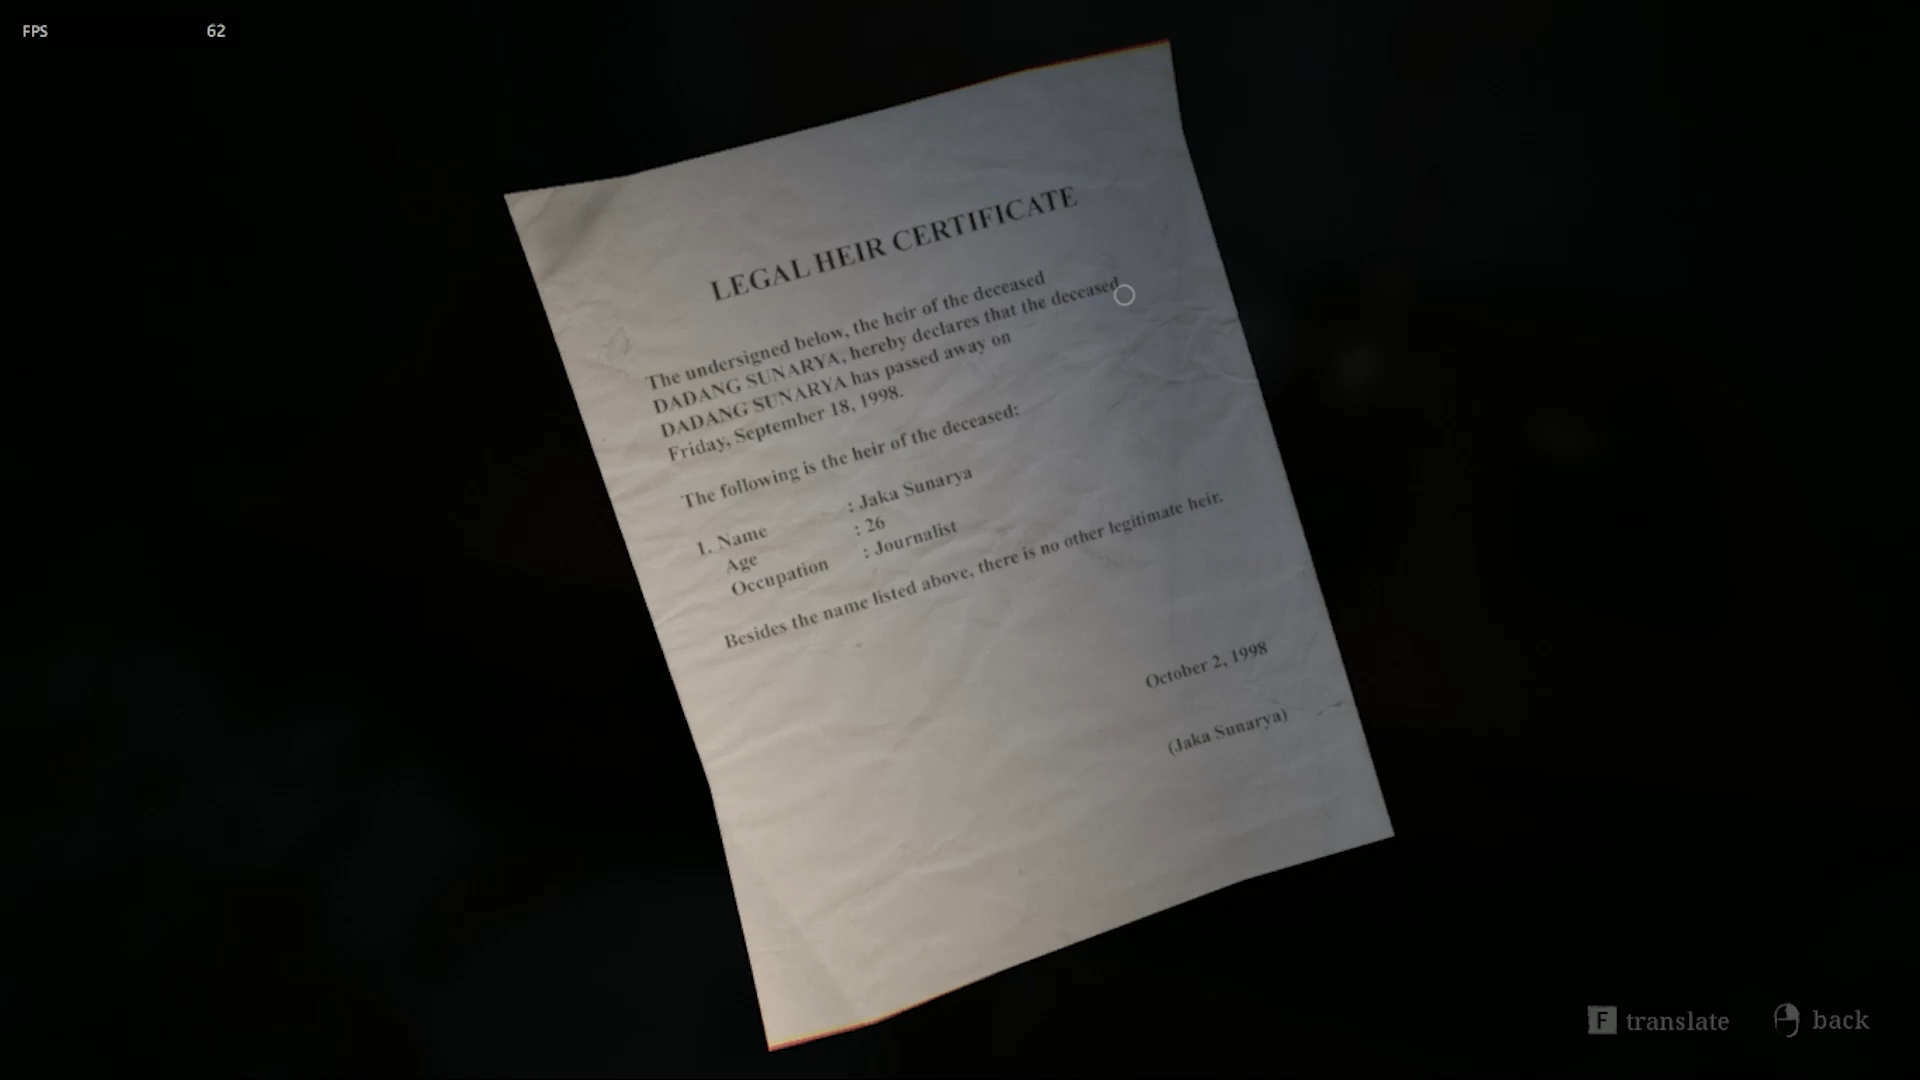 FPS 62
LEGAL HEIR CERTIFICATE
The undersigned below, the heir of the deceased
DADANG SUNARYA, hereby declares that the deceased
DADANG SUNARYA has passed away on
Friday, September 18, 1998.
The following is the heir of the deceased:
1. Name : Jaka Sunarya
Age : 26
Occupation : Journalist
Besides the name listed above, there is no other legitimate heir.
October 2, 1998
(Jaka Sunarya)
F translate back